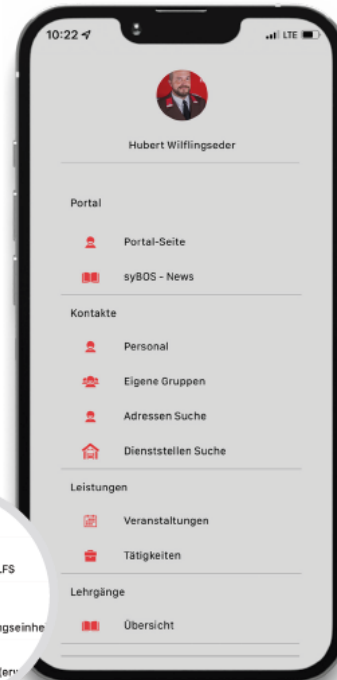 10:22
LTE
Hubert Wilflingseder
Portal
Portal-Seite
syBOS - News
Kontakte
Personal
Eigene Gruppen
Adressen Suche
Dienststellen Suche
Leistungen
Veranstaltungen
Tätigkeiten
Lehrgänge
Übersicht
LFS